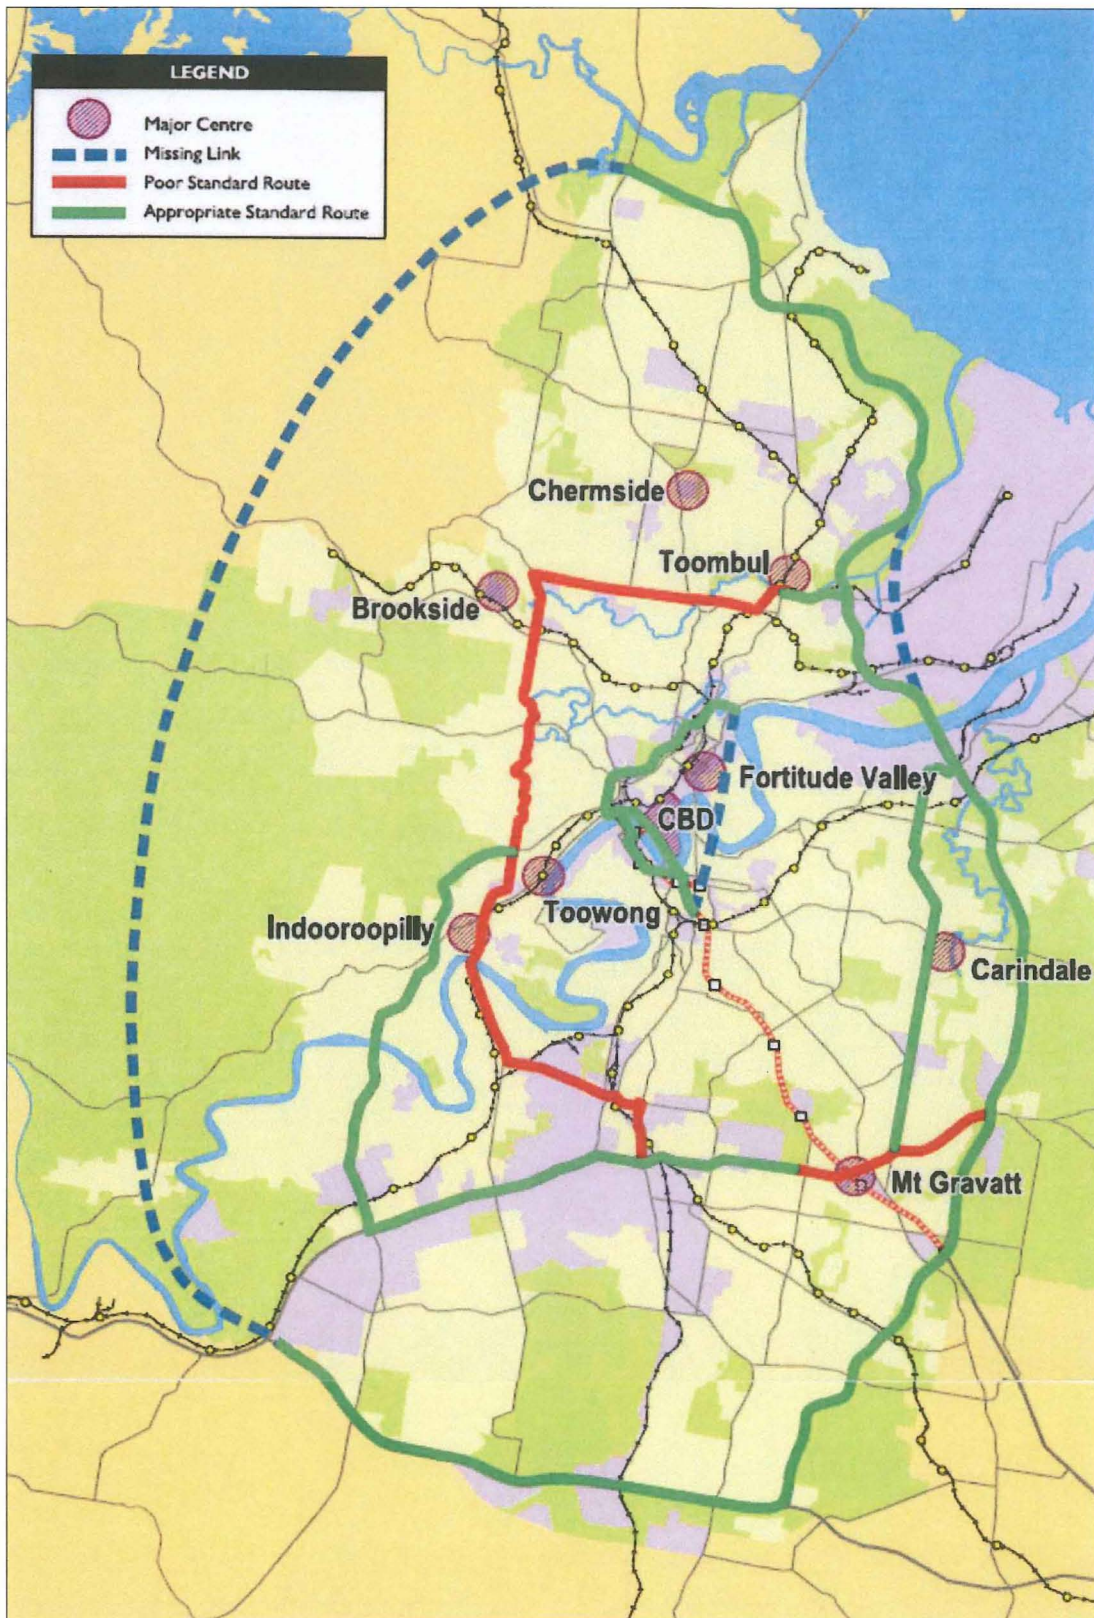 LEGEND
Major Centre
Missing Link
Poor Standard Route
Appropriate Standard Route
Chermside
Toombul
Brookside
Fortitude Valley
CBD
Toowong
Indooroopilly
Carindale
Mt Gravatt